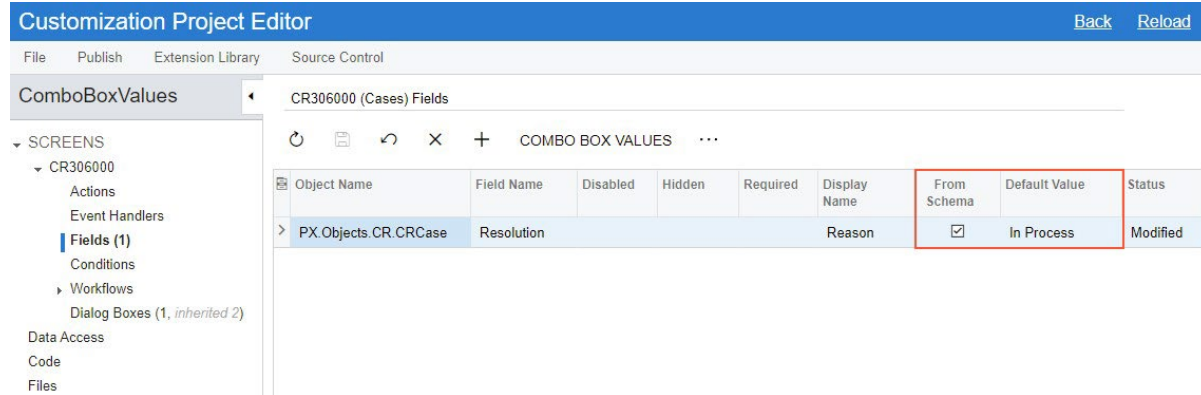 Customization Project Editor Back Reload
File Publish Extension Library Source Control
ComboBoxValues
CR306000 (Cases) Fields
SCREENS
CR306000
Actions
Event Handlers
Fields (1)
Conditions
Workflows
Dialog Boxes (1, inherited 2)
Data Access
Code
Files
COMBO BOX VALUES ...
Object Name Field Name Disabled Hidden Required Display Name From Schema Default Value Status
PX.Objects.CR.CRCase Resolution Reason In Process Modified